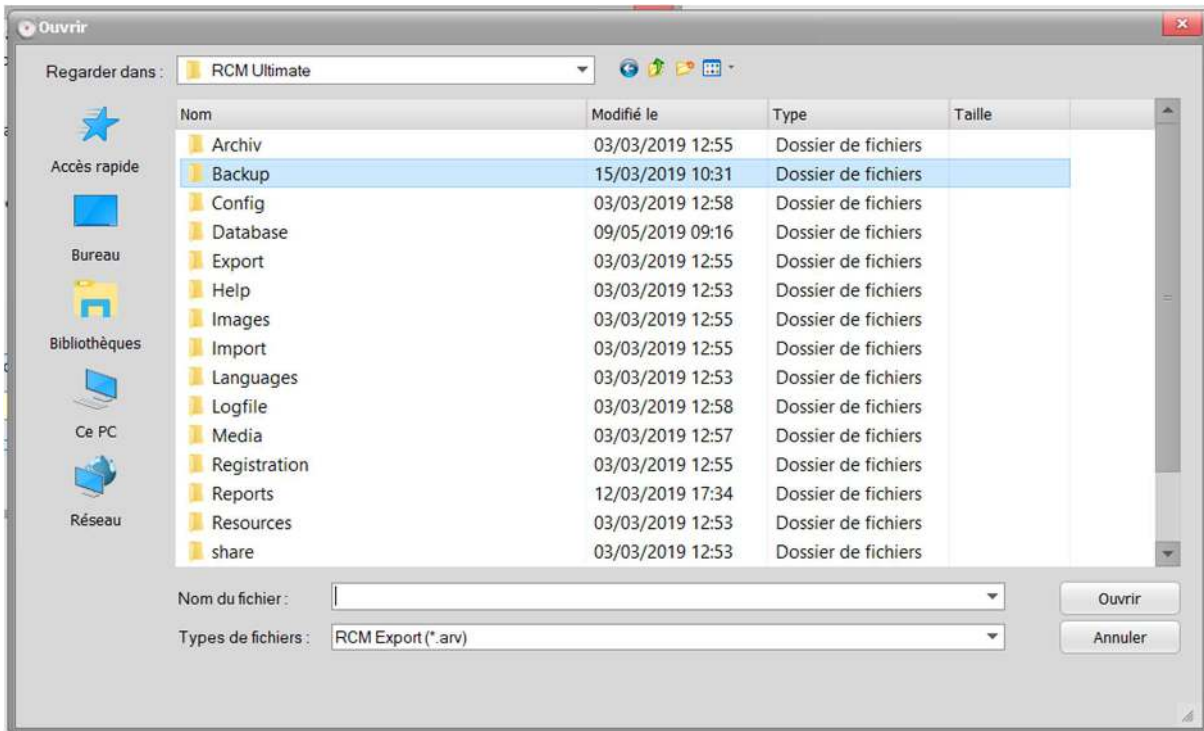 Ouvrir
Regarder dans : RCM Ultimate
Nom Modifié le Type Taille
Archiv 03/03/2019 12:55 Dossier de fichiers
Backup 15/03/2019 10:31 Dossier de fichiers
Config 03/03/2019 12:58 Dossier de fichiers
Database 09/05/2019 09:16 Dossier de fichiers
Export 03/03/2019 12:55 Dossier de fichiers
Help 03/03/2019 12:53 Dossier de fichiers
Images 03/03/2019 12:55 Dossier de fichiers
Import 03/03/2019 12:55 Dossier de fichiers
Languages 03/03/2019 12:53 Dossier de fichiers
Logfile 03/03/2019 12:58 Dossier de fichiers
Media 03/03/2019 12:57 Dossier de fichiers
Registration 03/03/2019 12:55 Dossier de fichiers
Reports 12/03/2019 17:34 Dossier de fichiers
Resources 03/03/2019 12:53 Dossier de fichiers
share 03/03/2019 12:53 Dossier de fichiers
Accès rapide
Bureau
Bibliothèques
Ce PC
Réseau
Nom du fichier : Ouvrir
Types de fichiers : RCM Export (*.arv) Annuler